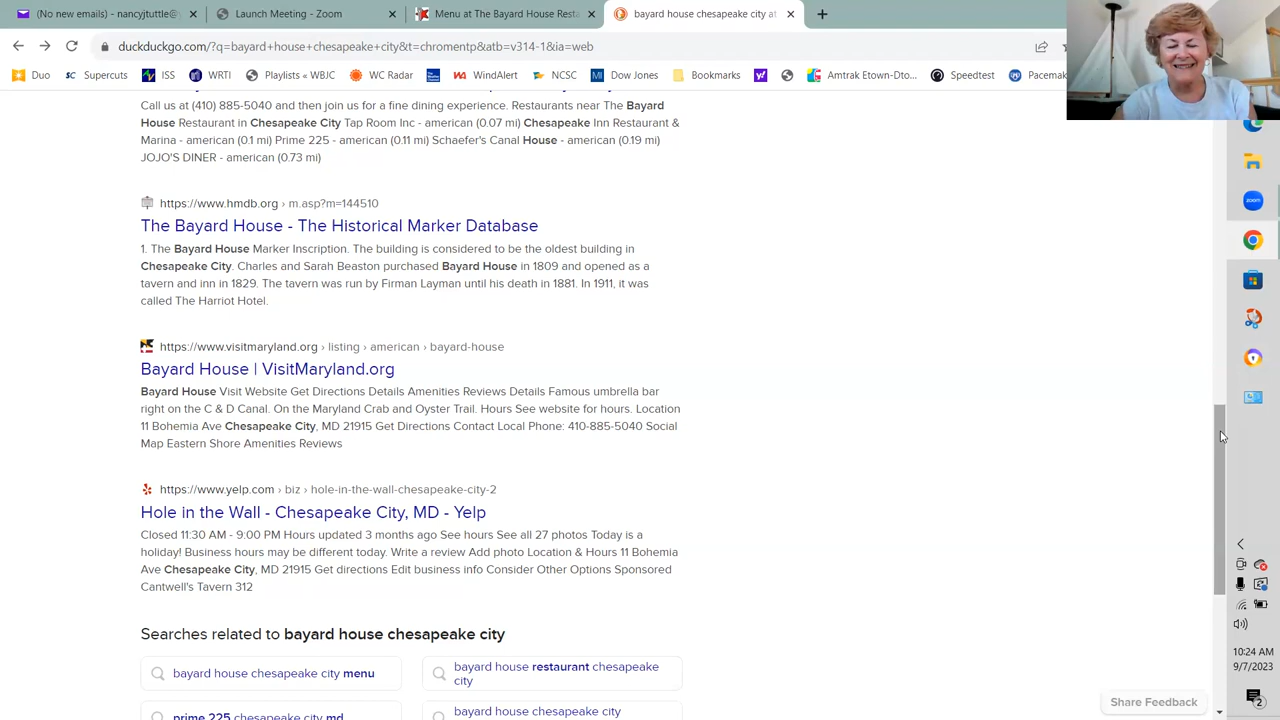 (No new emails) - nancyjtuttle@
Launch Meeting - Zoom
Menu at The Bayard House Resta
bayard house chesapeake city at
duckduckgo.com/?q=bayard+house+chesapeake+city&t=chromentp&atb=v314-1&ia=web
Duo
Supercuts
ISS
WRTI
Playlists « WBJC
WC Radar
WindAlert
NCSC
Dow Jones
Bookmarks
Amtrak Etown-Dto...
Speedtest
Pacemak
Call us at (410) 885-5040 and then join us for a fine dining experience. Restaurants near The Bayard
House Restaurant in Chesapeake City Tap Room Inc - american (0.07 mi) Chesapeake Inn Restaurant &
Marina - american (0.1 mi) Prime 225 - american (0.11 mi) Schaefer's Canal House - american (0.19 mi)
JOJO'S DINER - american (0.73 mi)
https://www.hmdb.org › m.asp?m=144510
The Bayard House - The Historical Marker Database
1. The Bayard House Marker Inscription. The building is considered to be the oldest building in
Chesapeake City. Charles and Sarah Beaston purchased Bayard House in 1809 and opened as a
tavern and inn in 1829. The tavern was run by Firman Layman until his death in 1881. In 1911, it was
called The Harriot Hotel.
https://www.visitmaryland.org › listing › american › bayard-house
Bayard House | VisitMaryland.org
Bayard House Visit Website Get Directions Details Amenities Reviews Details Famous umbrella bar
right on the C & D Canal. On the Maryland Crab and Oyster Trail. Hours See website for hours. Location
11 Bohemia Ave Chesapeake City, MD 21915 Get Directions Contact Local Phone: 410-885-5040 Social
Map Eastern Shore Amenities Reviews
https://www.yelp.com › biz › hole-in-the-wall-chesapeake-city-2
Hole in the Wall - Chesapeake City, MD - Yelp
Closed 11:30 AM - 9:00 PM Hours updated 3 months ago See hours See all 27 photos Today is a
holiday! Business hours may be different today. Write a review Add photo Location & Hours 11 Bohemia
Ave Chesapeake City, MD 21915 Get directions Edit business info Consider Other Options Sponsored
Cantwell's Tavern 312
Searches related to bayard house chesapeake city
bayard house chesapeake city menu
bayard house restaurant chesapeake
city
prime 225 chesapeake city md
bayard house chesapeake city
Share Feedback
zoom
10:24 AM
9/7/2023
2